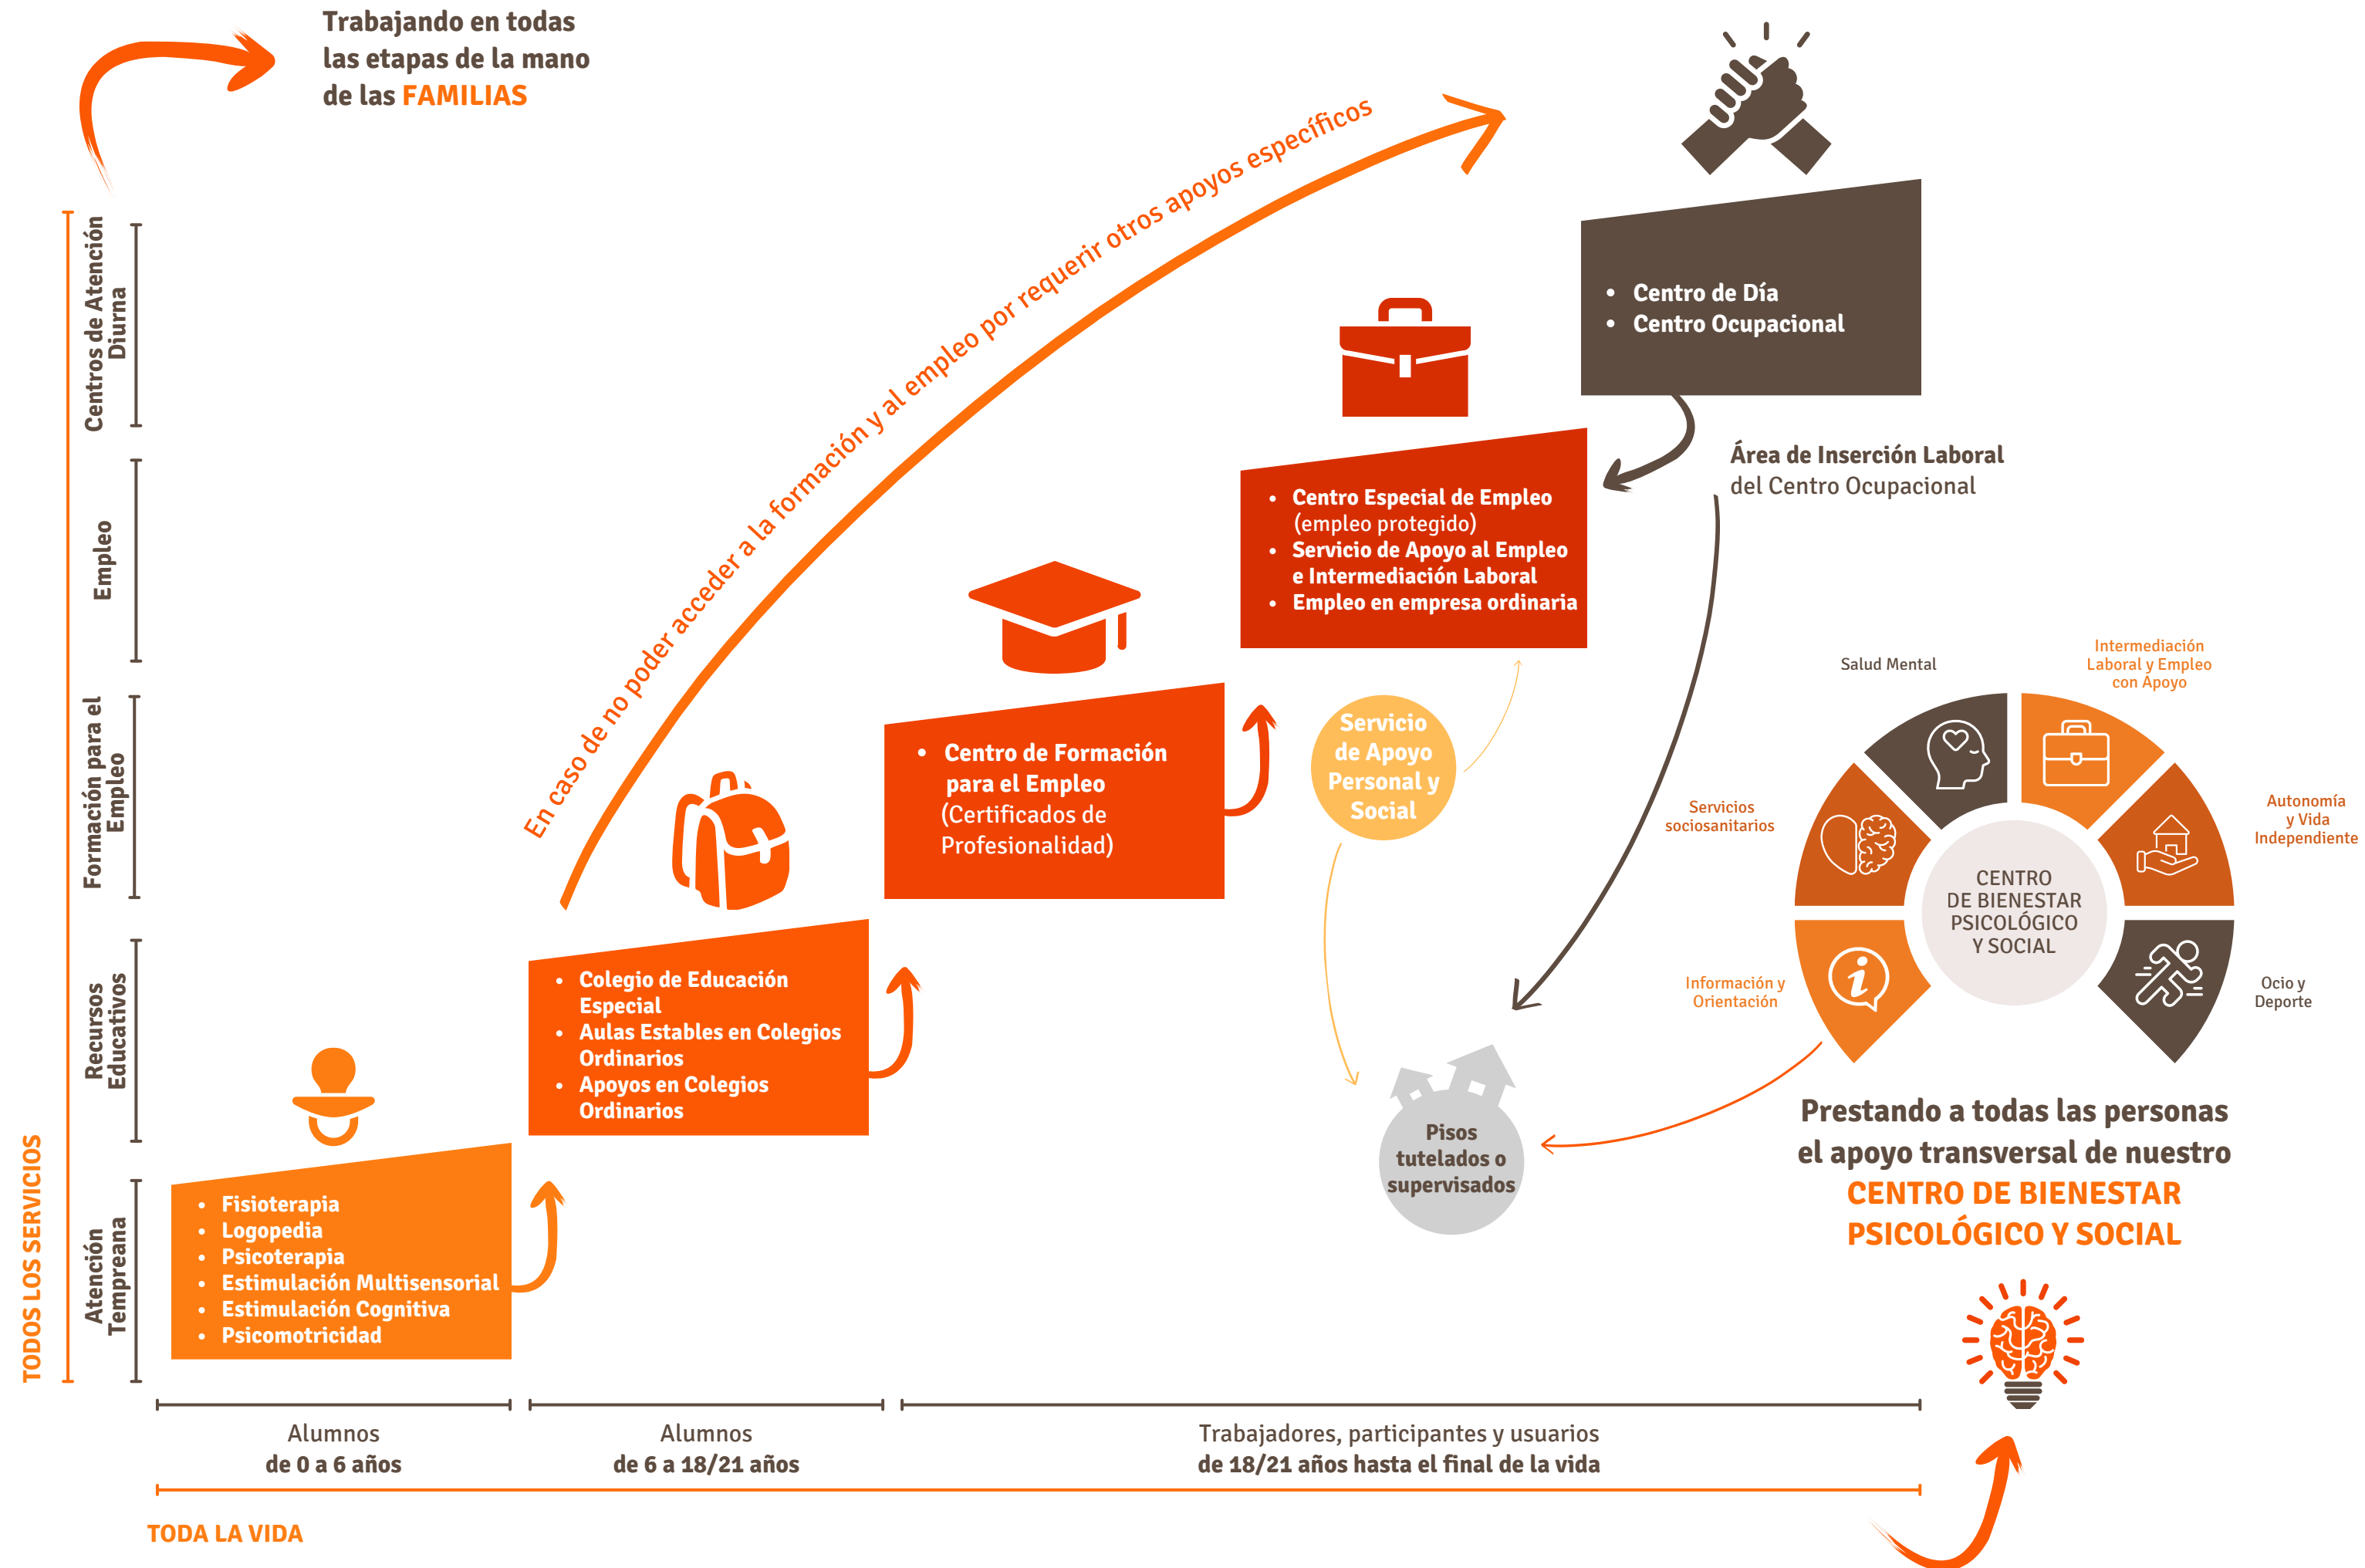 Trabajando en todas
las etapas de la mano
de las FAMILIAS
En caso de no poder acceder a la formación y al empleo por requerir otros apoyos específicos
TODOS LOS SERVICIOS
Centros de Atención
Diurna
Empleo
Formación para el
Empleo
Recursos
Educativos
Atención
Tempreana
• Centro de Día
• Centro Ocupacional
Área de Inserción Laboral
del Centro Ocupacional
• Centro Especial de Empleo
(empleo protegido)
• Servicio de Apoyo al Empleo
e Intermediación Laboral
• Empleo en empresa ordinaria
• Centro de Formación
para el Empleo
(Certificados de
Profesionalidad)
Servicio
de Apoyo
Personal y
Social
• Colegio de Educación
Especial
• Aulas Estables en Colegios
Ordinarios
• Apoyos en Colegios
Ordinarios
Pisos
tutelados o
supervisados
• Fisioterapia
• Logopedia
• Psicoterapia
• Estimulación Multisensorial
• Estimulación Cognitiva
• Psicomotricidad
Salud Mental
Intermediación
Laboral y Empleo
con Apoyo
Servicios
sociosanitarios
Autonomía
y Vida
Independiente
Información y
Orientación
Ocio y
Deporte
CENTRO
DE BIENESTAR
PSICOLÓGICO
Y SOCIAL
Prestando a todas las personas
el apoyo transversal de nuestro
CENTRO DE BIENESTAR
PSICOLÓGICO Y SOCIAL
Alumnos
de 0 a 6 años
Alumnos
de 6 a 18/21 años
Trabajadores, participantes y usuarios
de 18/21 años hasta el final de la vida
TODA LA VIDA